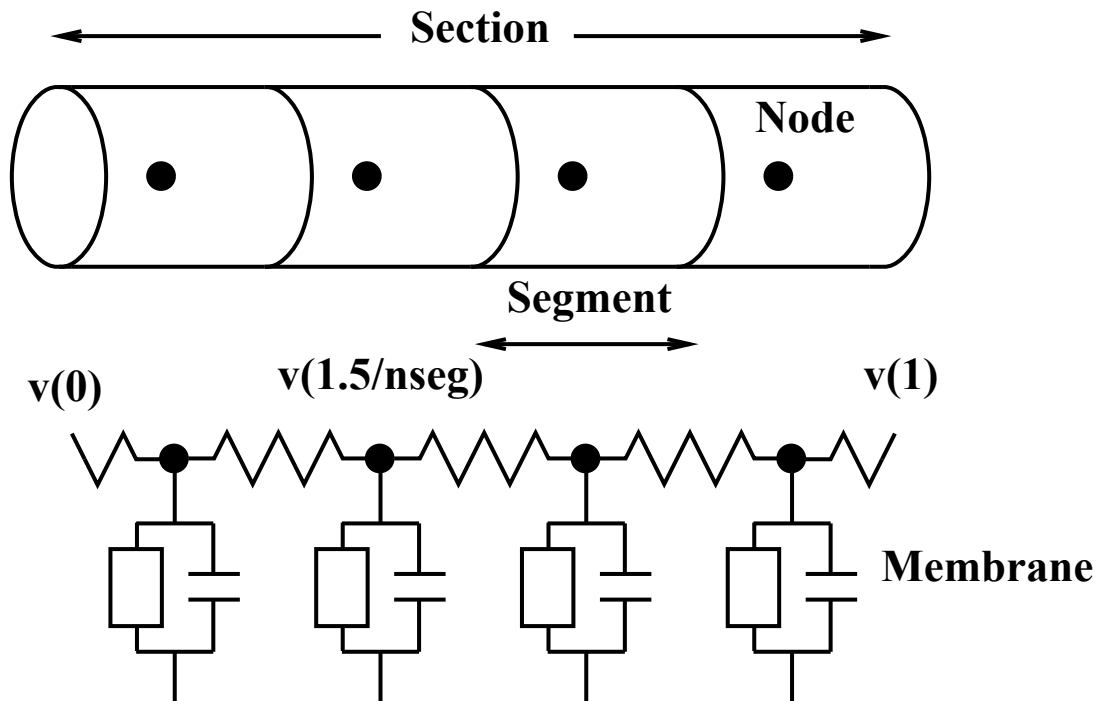 Section
Node
Segment
v(0)
v(1.5/nseg)
v(1)
Membrane